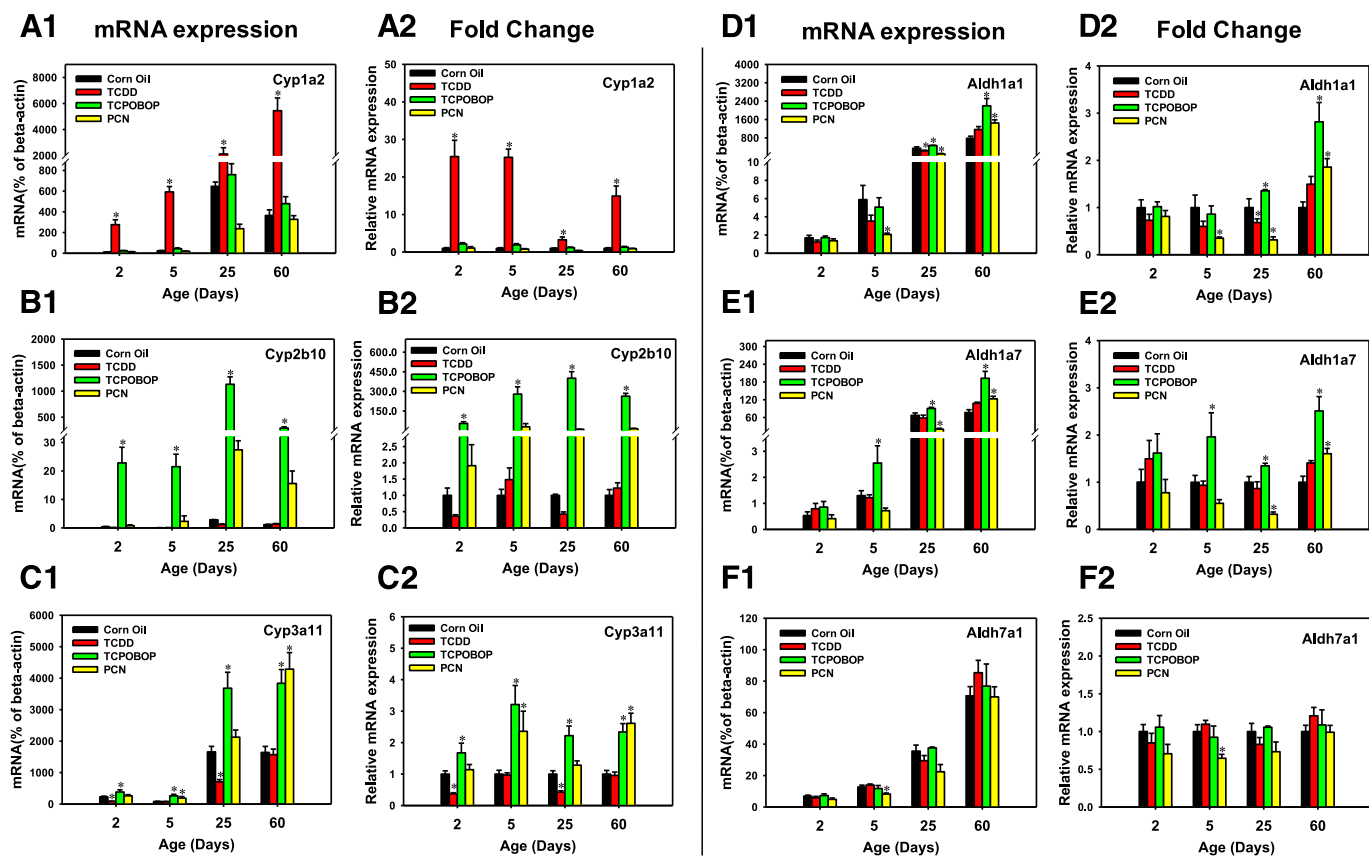 A1 mRNA expression
A2 Fold Change
D1 mRNA expression
D2 Fold Change
mRNA(% of beta-actin)
8000
6000
4000
2000
800
600
400
200
0
Corn Oil
TCDD
TCPOBOP
PCN
Cyp1a2
* * * *
2 5 25 60
Age (Days)
Relative mRNA expression
50
40
30
20
10
0
Corn Oil
TCDD
TCPOBOP
PCN
Cyp1a2
* * * *
2 5 25 60
Age (Days)
mRNA(%of beta-actin)
4000
3200
2400
1600
800
10
8
6
4
2
0
Corn Oil
TCDD
TCPOBOP
PCN
Aldh1a1
* * * * * *
2 5 25 60
Age (Days)
Relative mRNA expression
4
3
2
1
0
Corn Oil
TCDD
TCPOBOP
PCN
Aldh1a1
* * * * * *
2 5 25 60
Age (Days)
B1
mRNA(% of beta-actin)
2000
1500
1000
500
30
20
10
0
Corn Oil
TCDD
TCPOBOP
PCN
Cyp2b10
* * * *
2 5 25 60
Age (Days)
B2
Relative mRNA expression
600.0
450.0
300.0
150.0
2.5
2.0
1.5
1.0
0.5
0.0
Corn Oil
TCDD
TCPOBOP
PCN
Cyp2b10
* * * *
2 5 25 60
Age (Days)
E1
mRNA(%of beta-actin)
300
240
180
120
60
3
2
1
0
Corn Oil
TCDD
TCPOBOP
PCN
Aldh1a7
* * * * *
2 5 25 60
Age (Days)
E2
Relative mRNA expression
4
3
2
1
0
Corn Oil
TCDD
TCPOBOP
PCN
Aldh1a7
* * * * *
2 5 25 60
Age (Days)
C1
mRNA(% of beta-actin)
6000
5000
4000
3000
2000
1000
0
Corn Oil
TCDD
TCPOBOP
PCN
Cyp3a11
* * * * * * * *
2 5 25 60
Age (Days)
C2
Relative mRNA expression
6
5
4
3
2
1
0
Corn Oil
TCDD
TCPOBOP
PCN
Cyp3a11
* * * * * * * *
2 5 25 60
Age (Days)
F1
mRNA(%of beta-actin)
120
100
80
60
40
20
0
Corn Oil
TCDD
TCPOBOP
PCN
Aldh7a1
*
2 5 25 60
Age (Days)
F2
Relative mRNA expression
2.0
1.5
1.0
0.5
0.0
Corn Oil
TCDD
TCPOBOP
PCN
Aldh7a1
*
2 5 25 60
Age (Days)